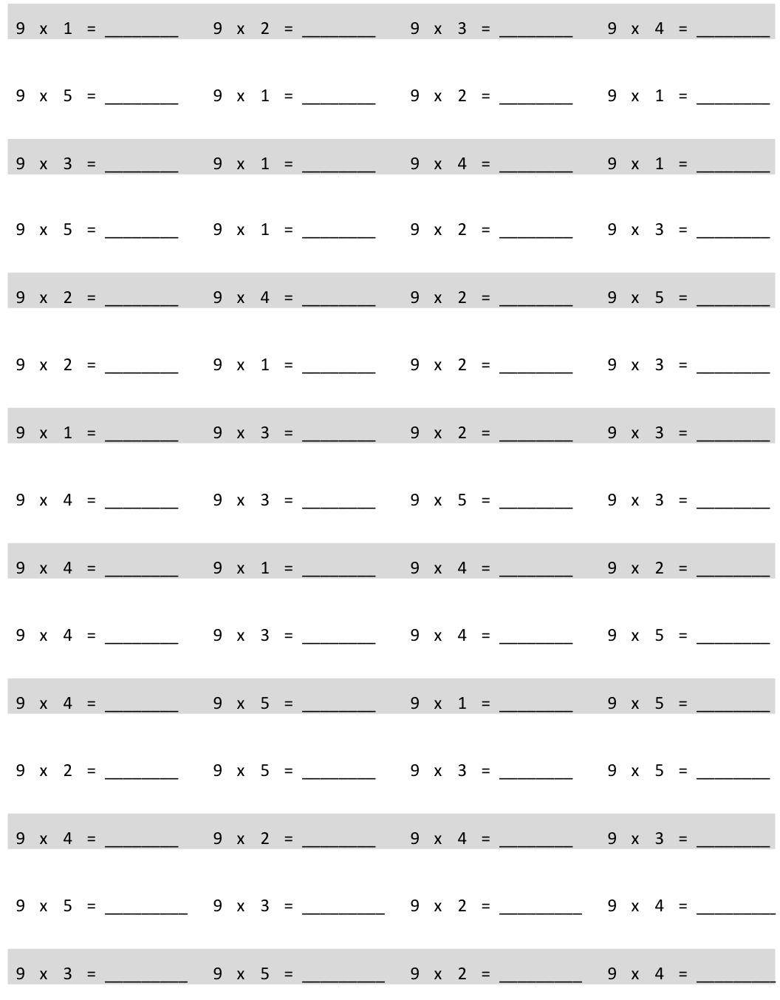 9 x 1 = ________ 9 x 2 = ________ 9 x 3 = ________ 9 x 4 = ________
9 x 5 = ________ 9 x 1 = ________ 9 x 2 = ________ 9 x 1 = ________
9 x 3 = ________ 9 x 1 = ________ 9 x 4 = ________ 9 x 1 = ________
9 x 5 = ________ 9 x 1 = ________ 9 x 2 = ________ 9 x 3 = ________
9 x 2 = ________ 9 x 4 = ________ 9 x 2 = ________ 9 x 5 = ________
9 x 2 = ________ 9 x 1 = ________ 9 x 2 = ________ 9 x 3 = ________
9 x 1 = ________ 9 x 3 = ________ 9 x 2 = ________ 9 x 3 = ________
9 x 4 = ________ 9 x 3 = ________ 9 x 5 = ________ 9 x 3 = ________
9 x 4 = ________ 9 x 1 = ________ 9 x 4 = ________ 9 x 2 = ________
9 x 4 = ________ 9 x 3 = ________ 9 x 4 = ________ 9 x 5 = ________
9 x 4 = ________ 9 x 5 = ________ 9 x 1 = ________ 9 x 5 = ________
9 x 2 = ________ 9 x 5 = ________ 9 x 3 = ________ 9 x 5 = ________
9 x 4 = ________ 9 x 2 = ________ 9 x 4 = ________ 9 x 3 = ________
9 x 5 = _________ 9 x 3 = _________ 9 x 2 = _________ 9 x 4 = _________
9 x 3 = _________ 9 x 5 = _________ 9 x 2 = _________ 9 x 4 = _________